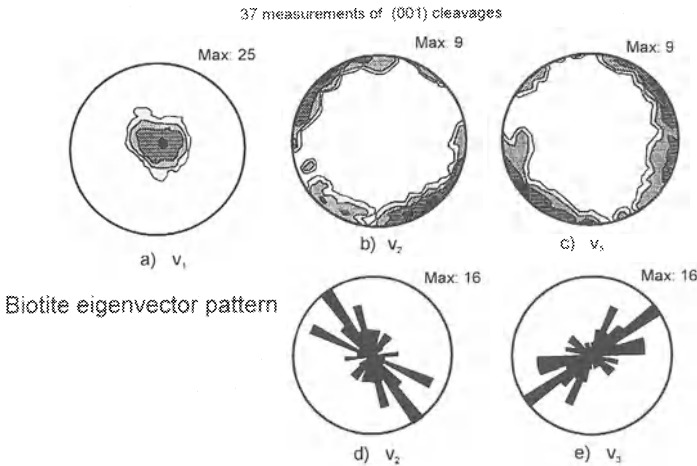 37 measurements of (001) cleavages
Max: 25
Max: 9
Max: 9
a) v₁
b) v₂
c) v₃
Max: 16
Max: 16
Biotite eigenvector pattern
d) v₂
e) v₃